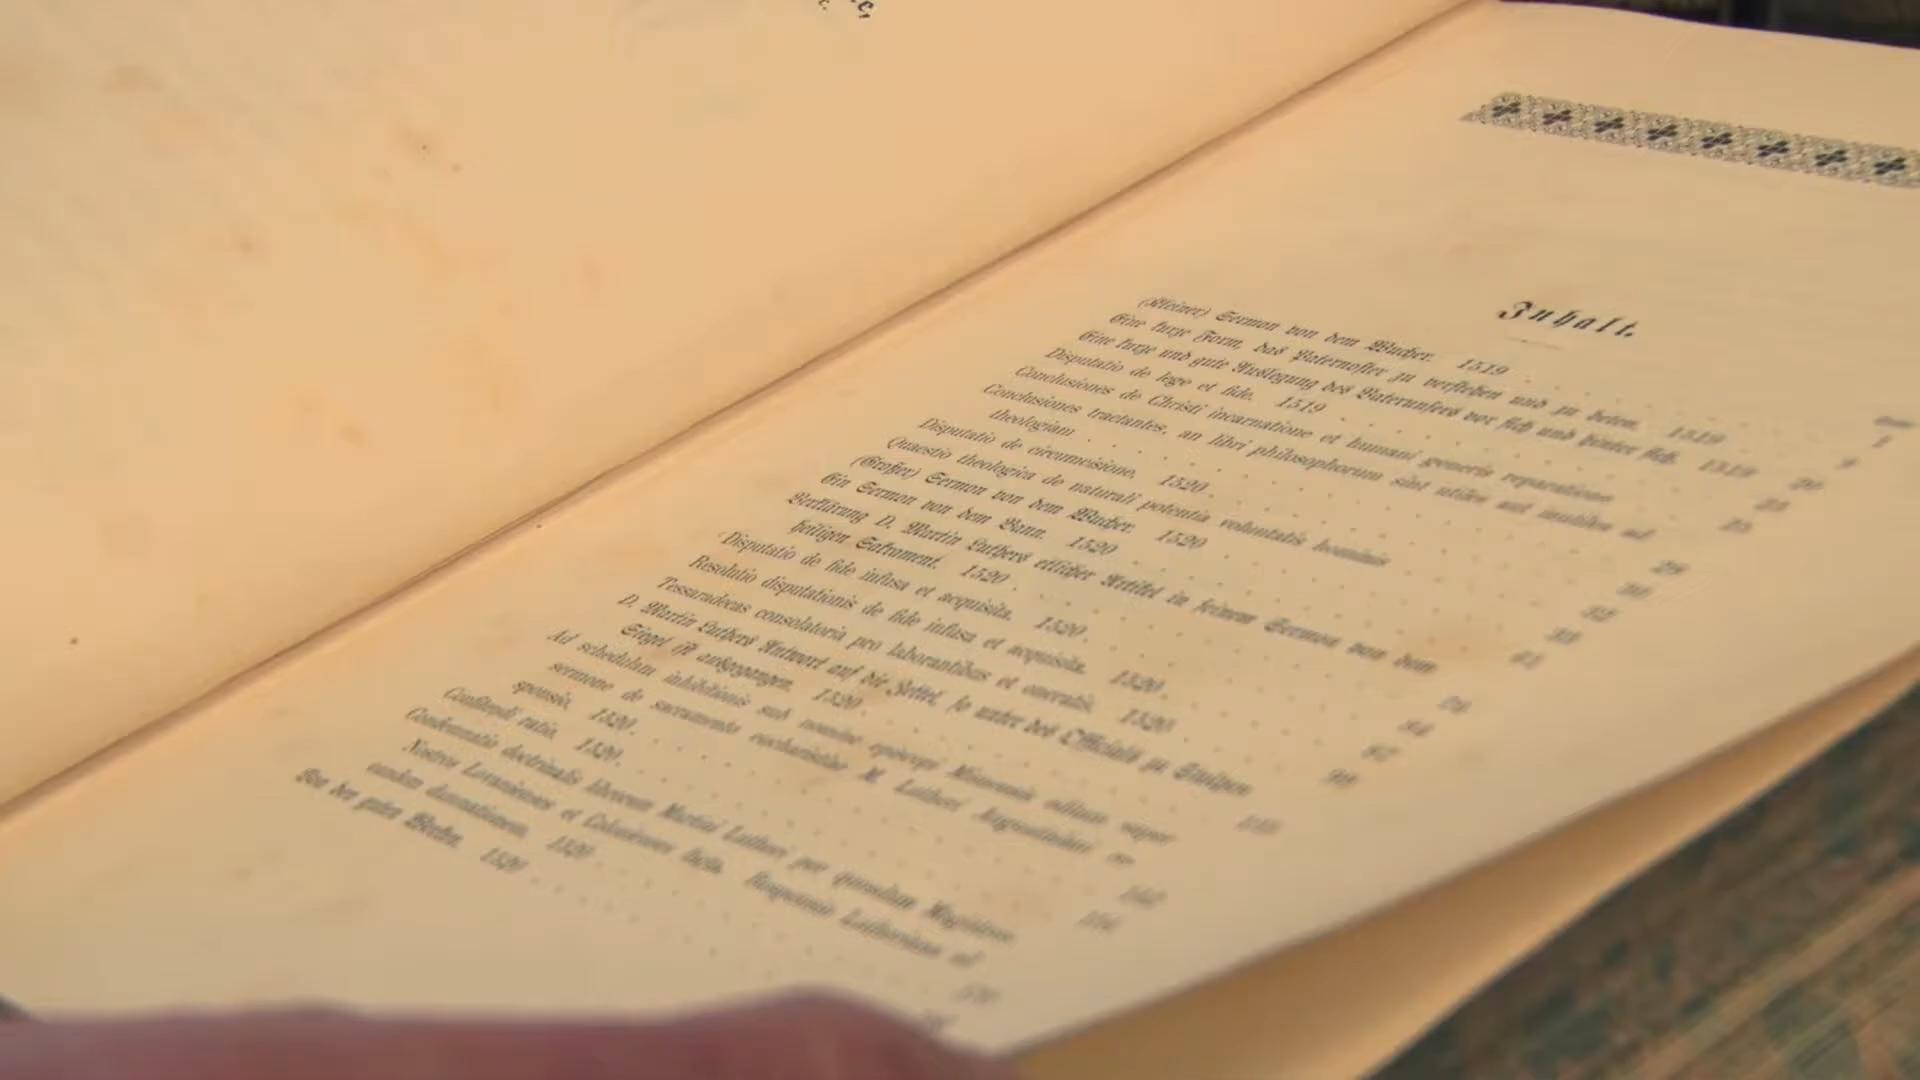 Inhalt.
(Kleiner) Sermon von dem Wucher. 1519
Eine kurze Form, das Paternoster zu verstehen und zu beten. 1519
Eine kurze und gute Auslegung des Vaterunsers vor sich und hinter sich. 1519
Disputatio de lege et fide. 1519
Conclusiones de Christi incarnatione et humani generis reparatione
Conclusiones tractantes, an libri philosophorum sint utiles aut inutiles ad
theologiam
Disputatio de circumcisione. 1520
Quaestio theologica de naturali potentia voluntatis hominis
(Großer) Sermon von dem Wucher. 1520
Ein Sermon von dem Bann. 1520
Verklärung D. Martin Luthers etlicher Artikel in seinem Sermon von dem
heiligen Sakrament. 1520
Disputatio de fide infusa et acquisita. 1520
Resolutio disputationis de fide infusa et acquisita. 1520
Tessaradecas consolatoria pro laborantibus et oneratis. 1520
D. Martin Luthers Antwort auf die Zettel, so unter des Officials zu Stolpen
Siegel ist ausgegangen. 1520
Ad schedulam inhibitionis sub nomine episcopi Misnensis editam super
sermone de sacramento eucharistiae M. Lutheri Augustiniani re-
sponsio. 1520
Confitendi ratio. 1520
Condemnatio doctrinalis librorum Martini Lutheri per quosdam Magistros
Nostros Lovanienses et Colonienses facta. Responsio Lutheriana ad
eandem damnationem. 1520
Von den guten Werken. 1520